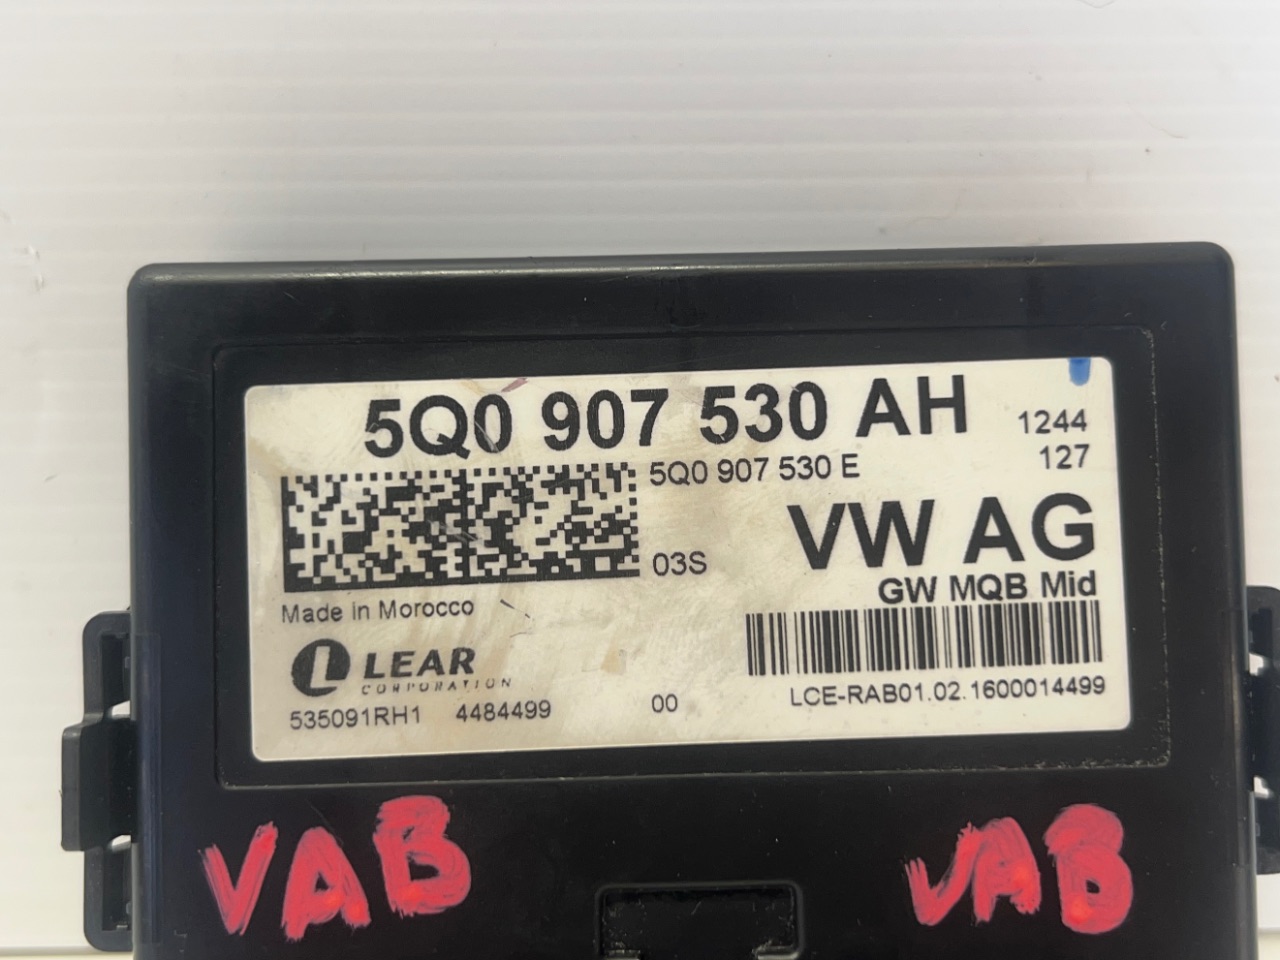 5Q0 907 530 AH
1244
5Q0 907 530 E
127
VW AG
03S
GW MQB Mid
Made in Morocco
LEAR
CORPORATION
LCE-RAB01.02.1600014499
535091RH1 4484499 00
VAB VAB